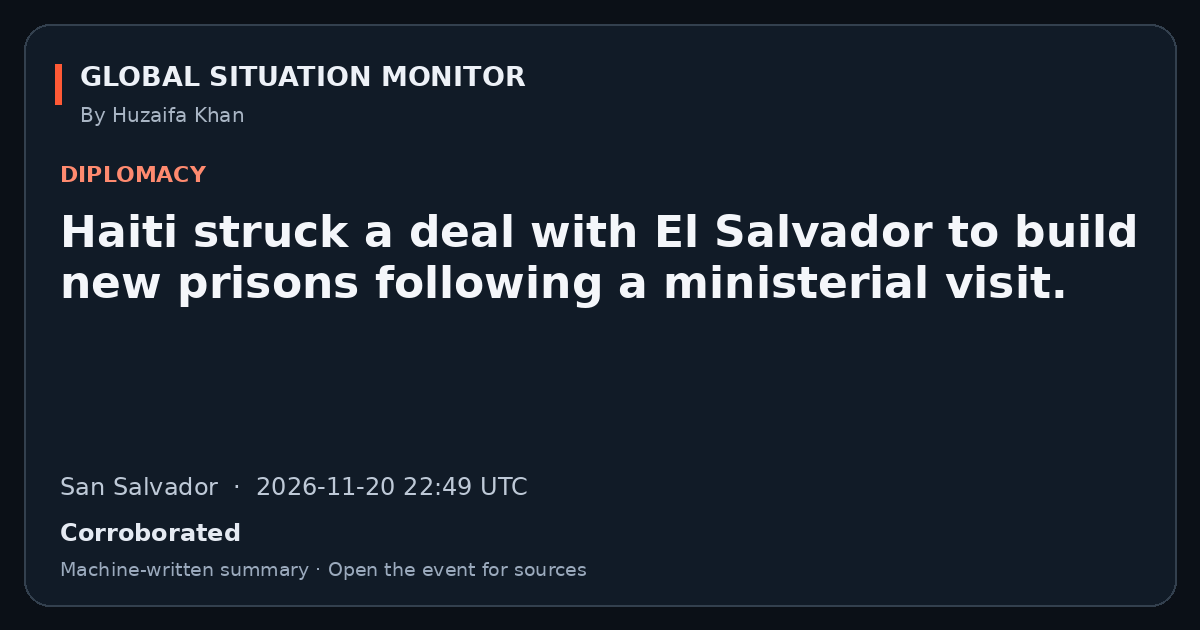 GLOBAL SITUATION MONITOR
By Huzaifa Khan
DIPLOMACY
Haiti struck a deal with El Salvador to build
new prisons following a ministerial visit.
San Salvador · 2026-11-20 22:49 UTC
Corroborated
Machine-written summary · Open the event for sources